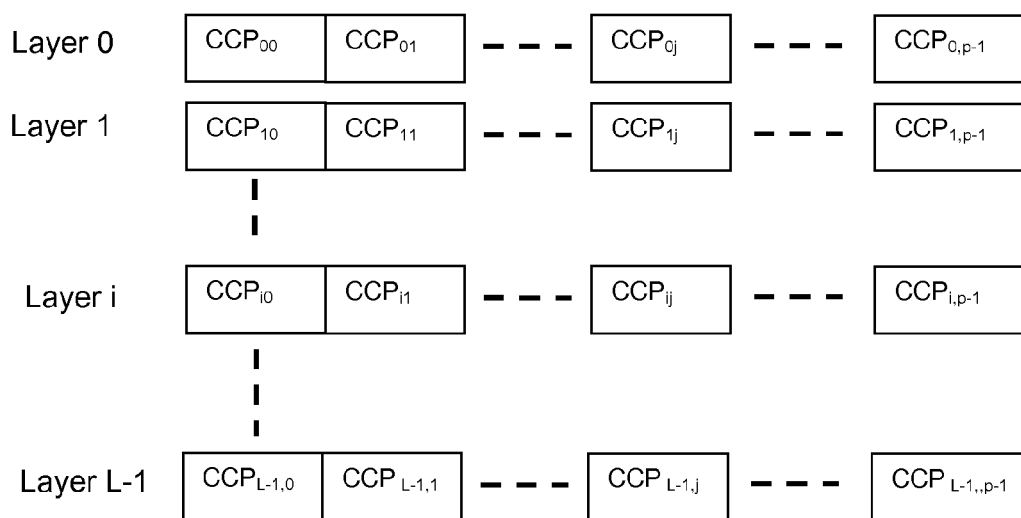 Layer 0 CCP00 CCP01 CCP0j CCP0,p-1
Layer 1 CCP10 CCP11 CCP1j CCP1,p-1
Layer i CCPi0 CCPi1 CCPij CCPi,p-1
Layer L-1 CCPL-1,0 CCP L-1,1 CCP L-1,j CCP L-1,,p-1